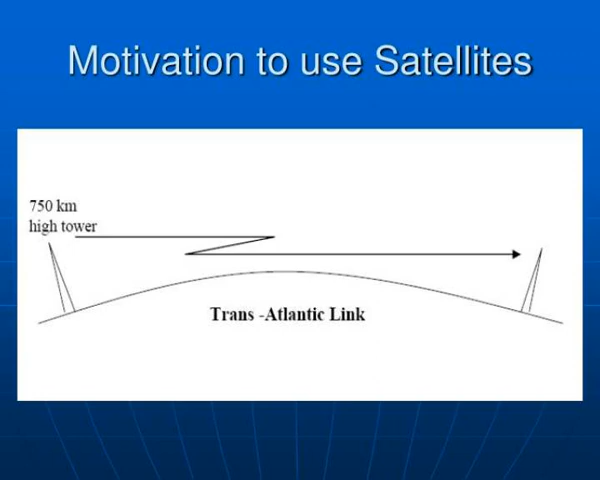 Motivation to use Satellites
750 km
high tower
Trans -Atlantic Link